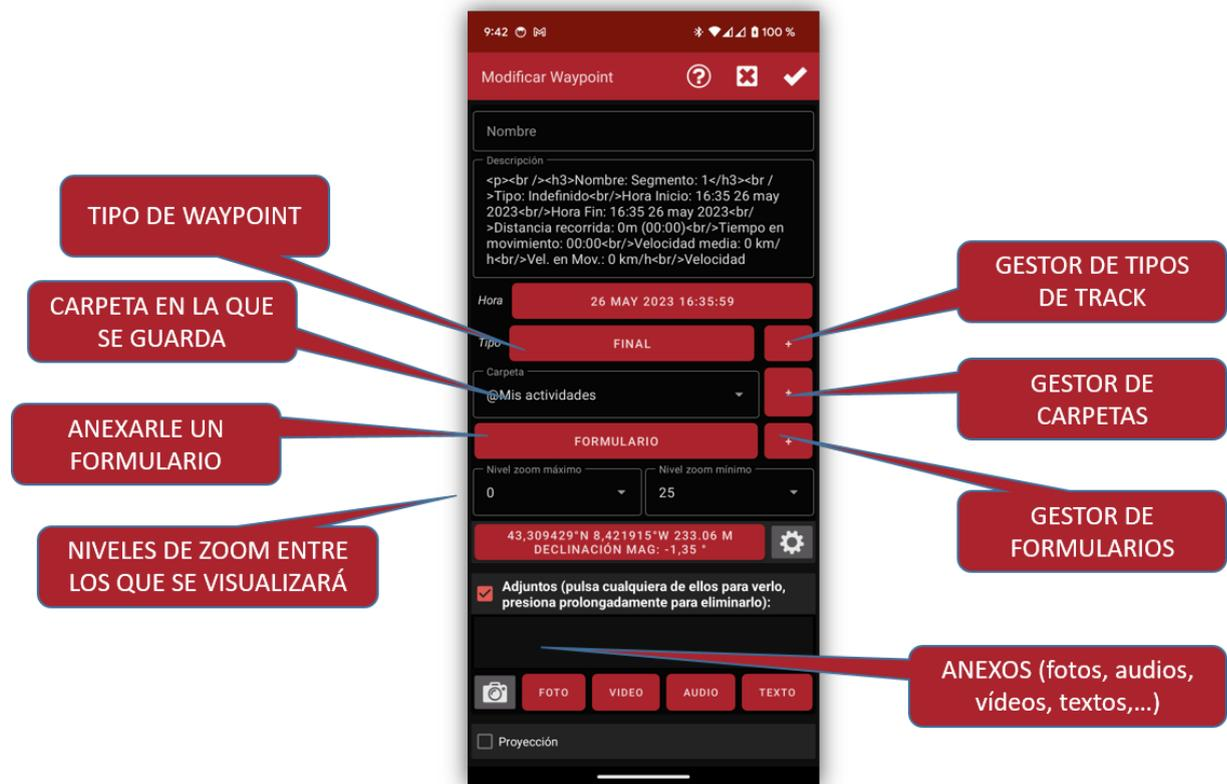 9:42 100 %
Modificar Waypoint
Nombre
Descripción
<p><br /><h3>Nombre: Segmento: 1</h3><br /
>Tipo: Indefinido<br/>Hora Inicio: 16:35 26 may
2023<br/>Hora Fin: 16:35 26 may 2023<br/
>Distancia recorrida: 0m (00:00)<br/>Tiempo en
movimiento: 00:00<br/>Velocidad media: 0 km/
h<br/>Vel. en Mov.: 0 km/h<br/>Velocidad
Hora 26 MAY 2023 16:35:59
Tipo FINAL +
Carpeta
@Mis actividades +
FORMULARIO +
Nivel zoom máximo Nivel zoom mínimo
0 25
43,309429°N 8,421915°W 233.06 M
DECLINACIÓN MAG: -1,35 °
Adjuntos (pulsa cualquiera de ellos para verlo,
presiona prolongadamente para eliminarlo):
FOTO VIDEO AUDIO TEXTO
Proyección
TIPO DE WAYPOINT
CARPETA EN LA QUE
SE GUARDA
ANEXARLE UN
FORMULARIO
NIVELES DE ZOOM ENTRE
LOS QUE SE VISUALIZARÁ
GESTOR DE TIPOS
DE TRACK
GESTOR DE
CARPETAS
GESTOR DE
FORMULARIOS
ANEXOS (fotos, audios,
vídeos, textos,...)